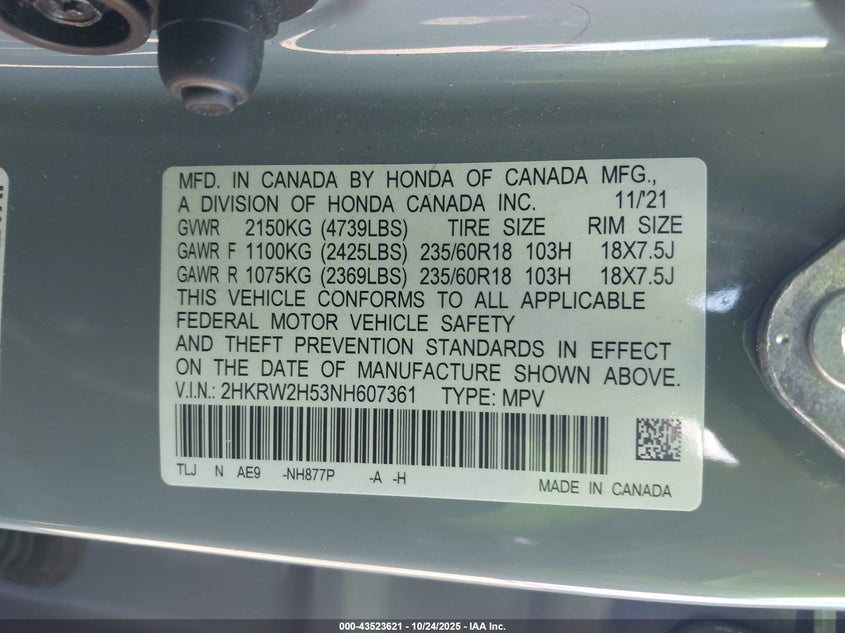 MFD. IN CANADA BY HONDA OF CANADA MFG.,
A DIVISION OF HONDA CANADA INC. 11/'21
GVWR 2150KG (4739LBS) TIRE SIZE RIM SIZE
GAWR F 1100KG (2425LBS) 235/60R18 103H 18X7.5J
GAWR R 1075KG (2369LBS) 235/60R18 103H 18X7.5J
THIS VEHICLE CONFORMS TO ALL APPLICABLE
FEDERAL MOTOR VEHICLE SAFETY
AND THEFT PREVENTION STANDARDS IN EFFECT
ON THE DATE OF MANUFACTURE SHOWN ABOVE.
V.I.N.: 2HKRW2H53NH607361 TYPE: MPV
TLJ N AE9 -NH877P -A -H
MADE IN CANADA
000-43523621 - 10/24/2025 - IAA Inc.